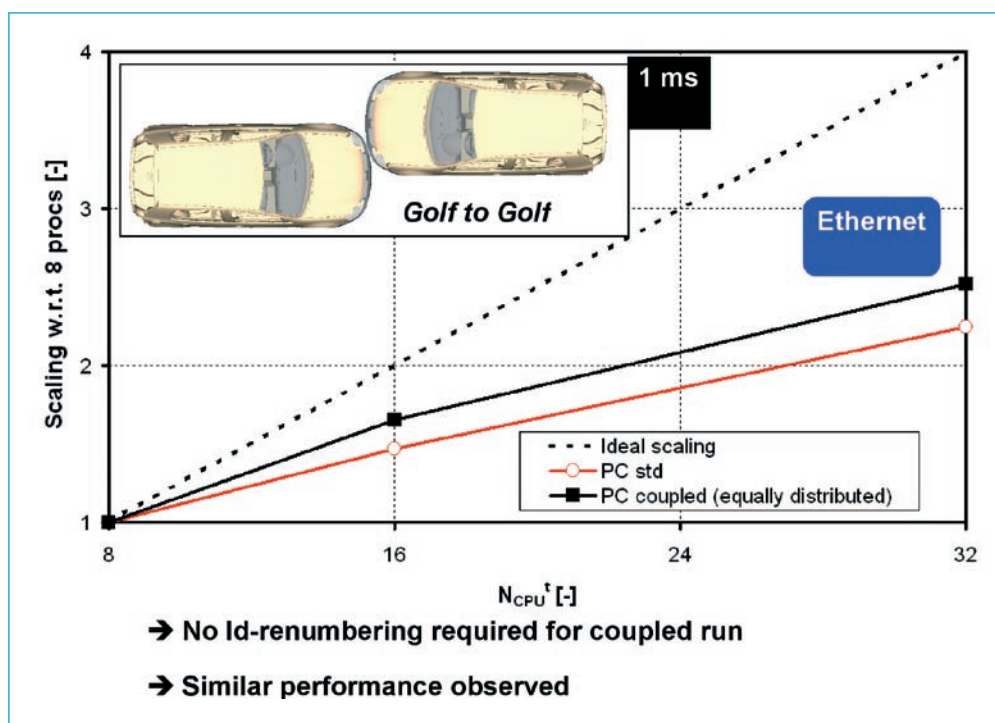 4
1 ms
Golf to Golf
3
Ethernet
Scaling w.r.t. 8 procs [-]
2
Ideal scaling
PC std
PC coupled (equally distributed)
1
8
16
24
32
N_CPU^t [-]
➔ No Id-renumbering required for coupled run
➔ Similar performance observed